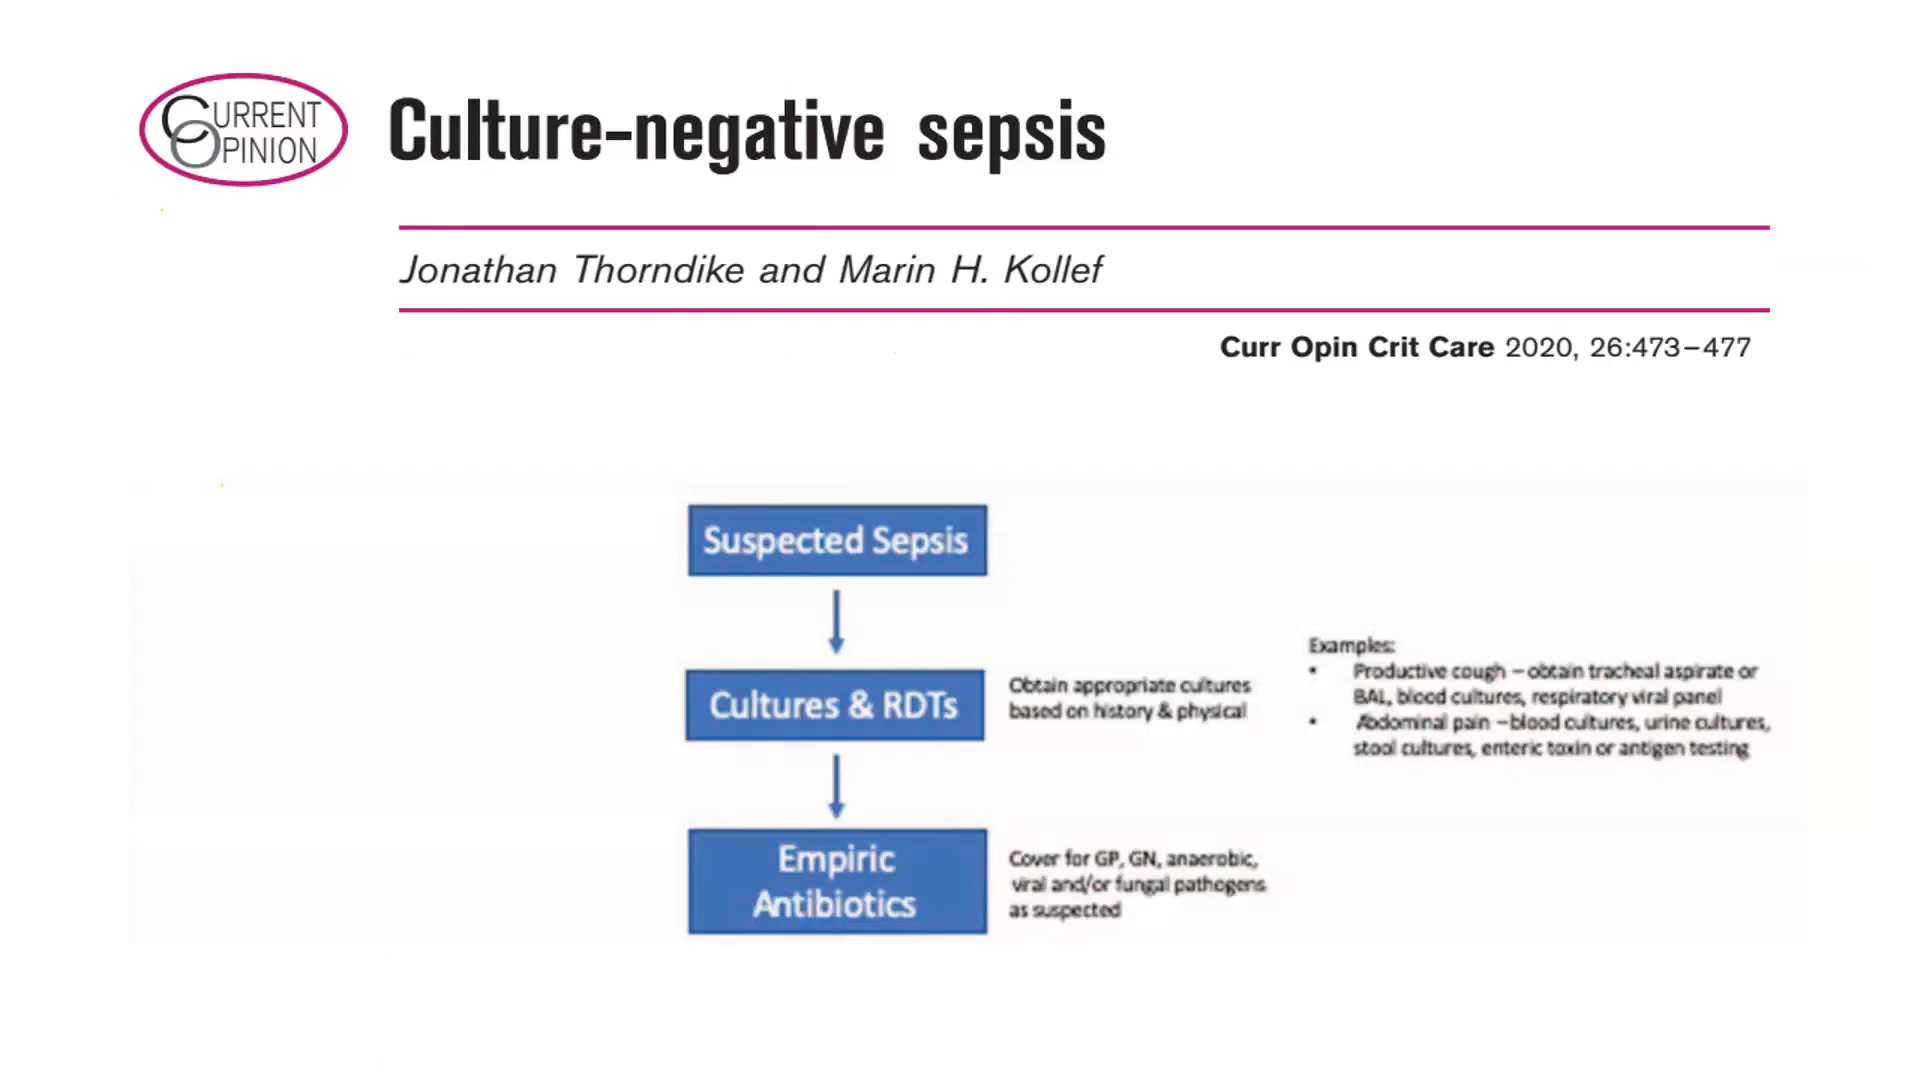 CURRENT
OPINION
Culture-negative sepsis
Jonathan Thorndike and Marin H. Kollef
Curr Opin Crit Care 2020, 26:473–477
Suspected Sepsis
Cultures & RDTs
Obtain appropriate cultures
based on history & physical
Examples:
• Productive cough – obtain tracheal aspirate or
BAL, blood cultures, respiratory viral panel
• Abdominal pain – blood cultures, urine cultures,
stool cultures, enteric toxin or antigen testing
Empiric
Antibiotics
Cover for GP, GN, anaerobic,
viral and/or fungal pathogens
as suspected